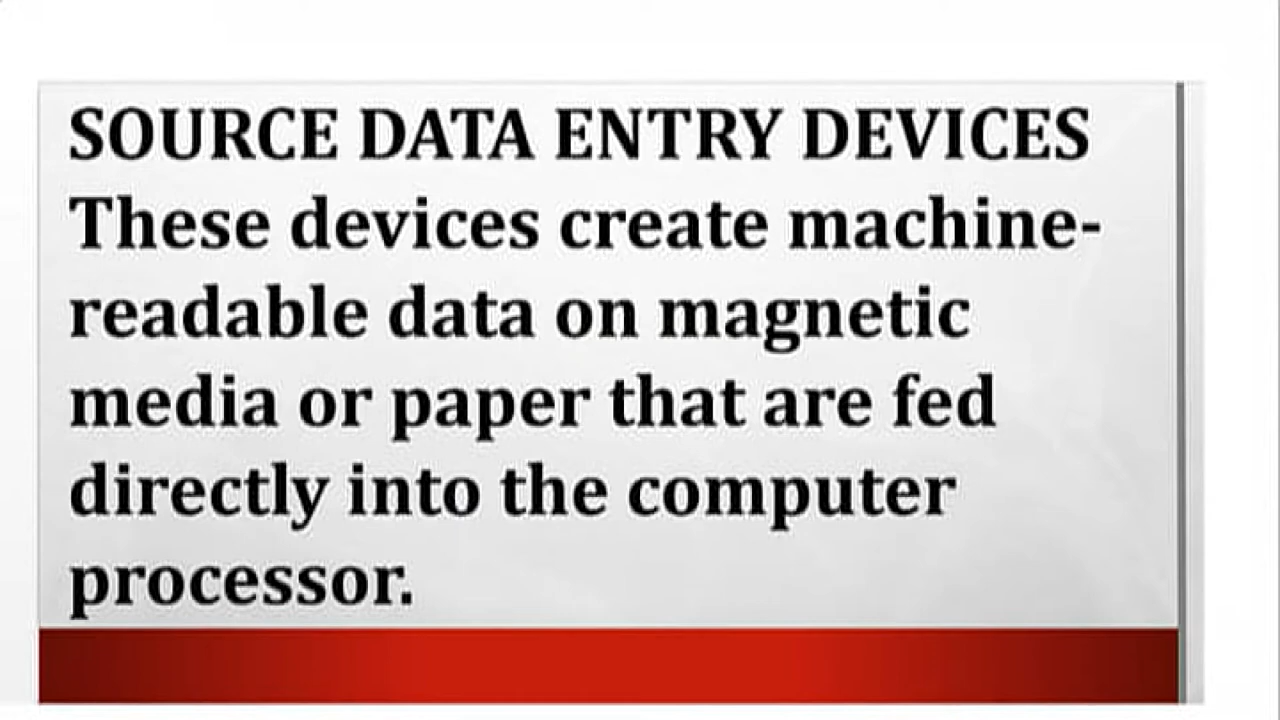 SOURCE DATA ENTRY DEVICES
These devices create machine-
readable data on magnetic
media or paper that are fed
directly into the computer
processor.